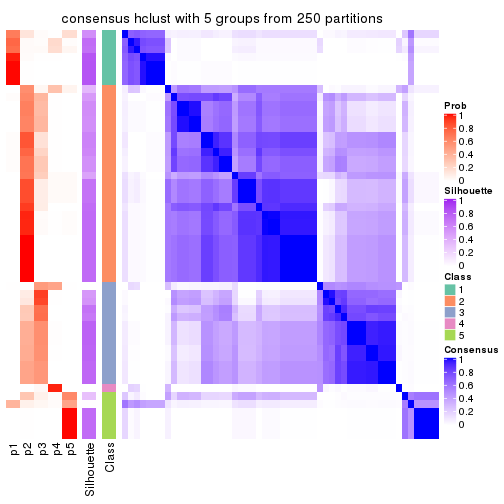 consensus hclust with 5 groups from 250 partitions
Prob
1
0.8
0.6
0.4
0.2
0
Silhouette
1
0.8
0.6
0.4
0.2
0
Class
1
2
3
4
5
Consensus
1
0.8
0.6
0.4
0.2
0
p1
p2
p3
p4
p5
Silhouette
Class